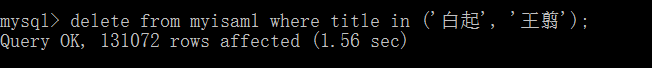 mysql> delete from myisam1 where title in ('白起', '王翦');
Query OK, 131072 rows affected (1.56 sec)